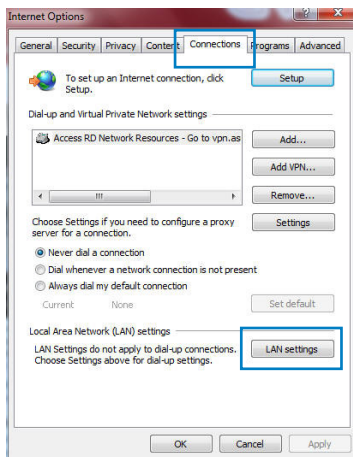 Internet Options
General Security Privacy Content Connections Programs Advanced
To set up an Internet connection, click
Setup.
Setup
Dial-up and Virtual Private Network settings
Access RD Network Resources - Go to vpn.as
Add...
Add VPN...
Remove...
Choose Settings if you need to configure a proxy
server for a connection.
Settings
Never dial a connection
Dial whenever a network connection is not present
Always dial my default connection
Current None
Set default
Local Area Network (LAN) settings
LAN Settings do not apply to dial-up connections.
Choose Settings above for dial-up settings.
LAN settings
OK Cancel Apply